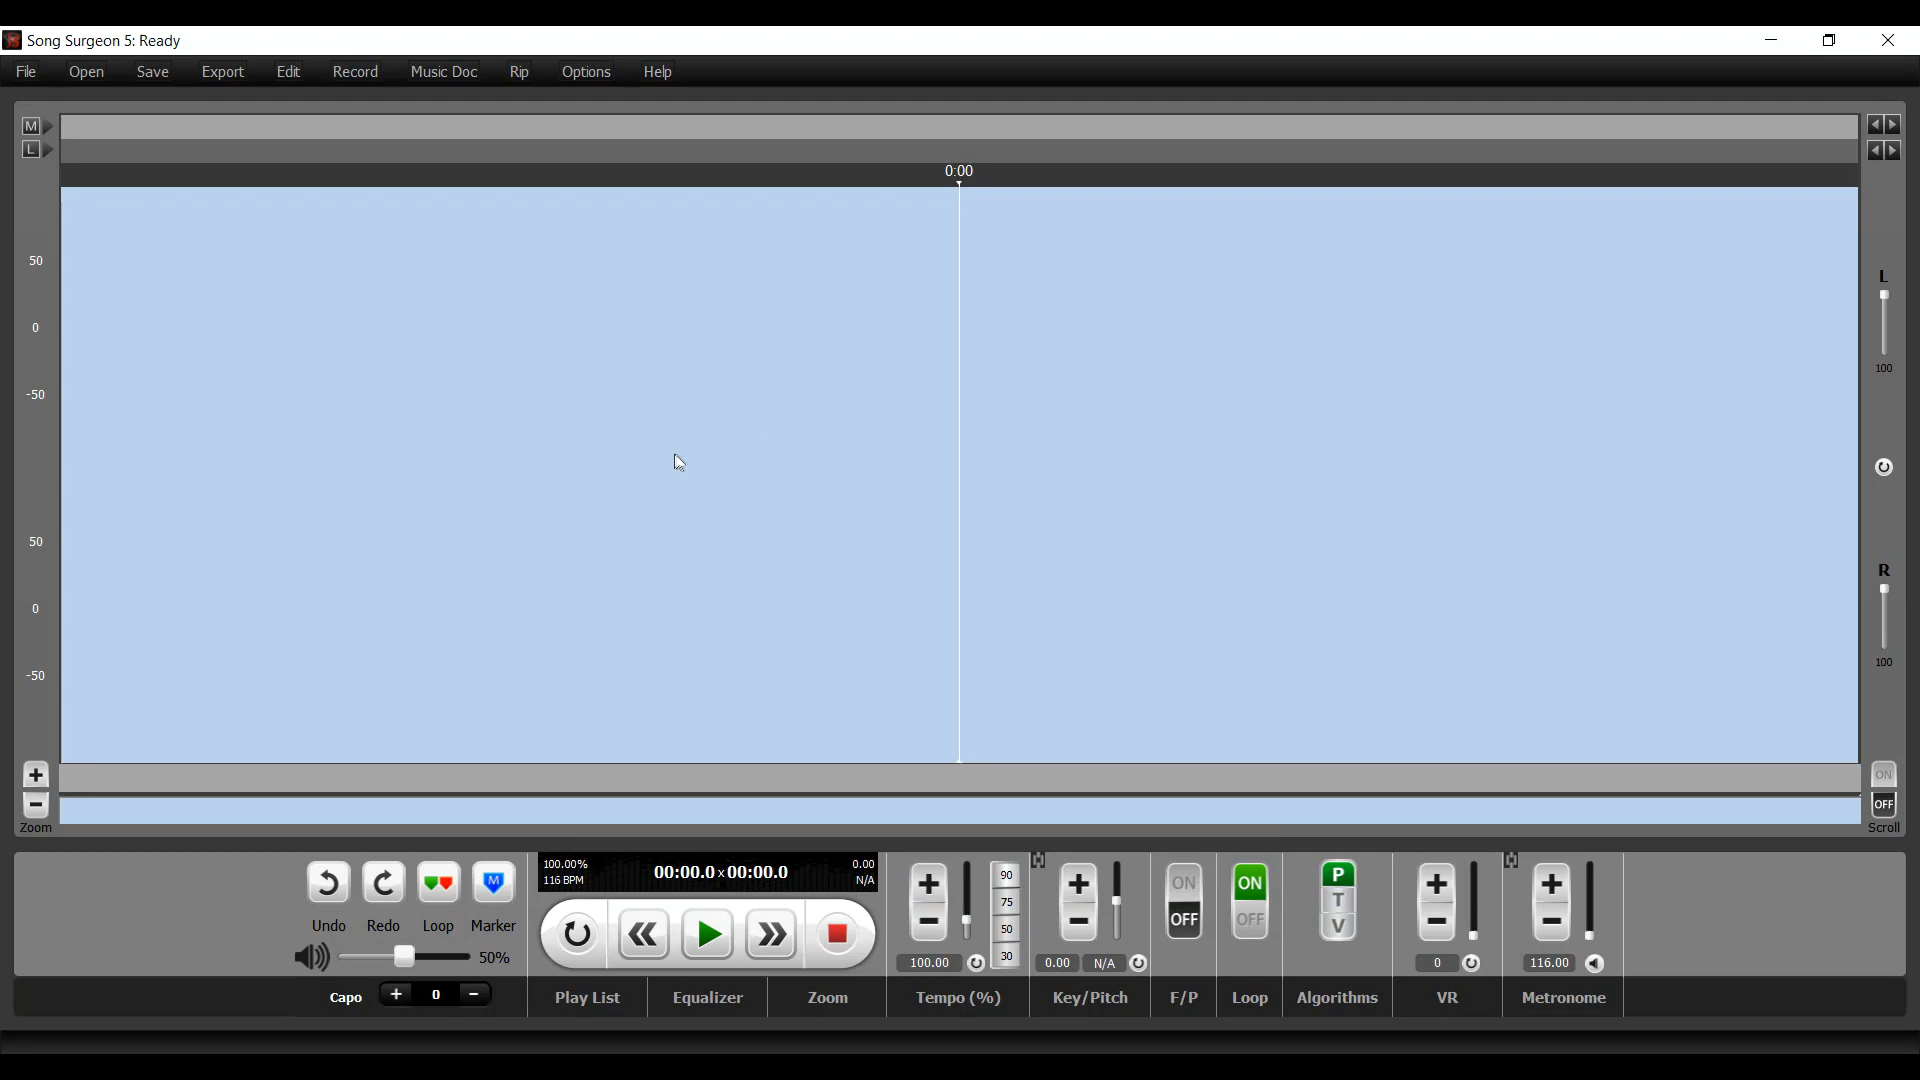 Song Surgeon 5: Ready
File Open Save Export Edit Record Music Doc Rip Options Help
M
L
0:00
50
0
-50
50
0
-50
L
100
R
100
Zoom
ON
OFF
Scroll
Undo Redo Loop Marker
M
50%
Capo 0
100.00%
116 BPM
00:00.0 x 00:00.0
0.00
N/A
Play List Equalizer Zoom
90
75
50
30
100.00
Tempo (%)
0.00 N/A
Key/Pitch
ON
OFF
F/P
ON
OFF
Loop
P
T
V
Algorithms
0
VR
116.00
Metronome